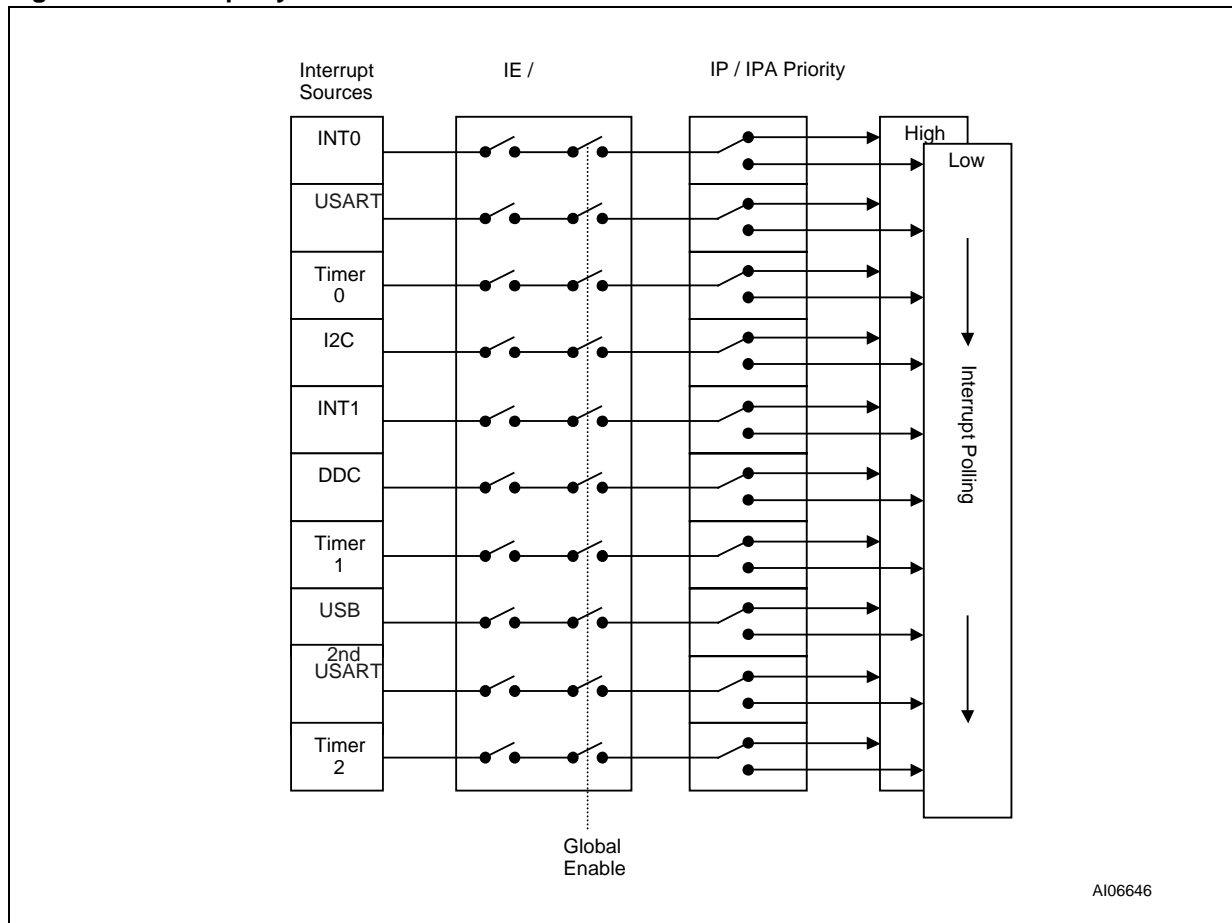 Interrupt
Sources
IE /
IP / IPA Priority
INT0
USART
Timer
0
I2C
INT1
DDC
Timer
1
USB
2nd
USART
Timer
2
High
Low
Interrupt Polling
Global
Enable
AI06646